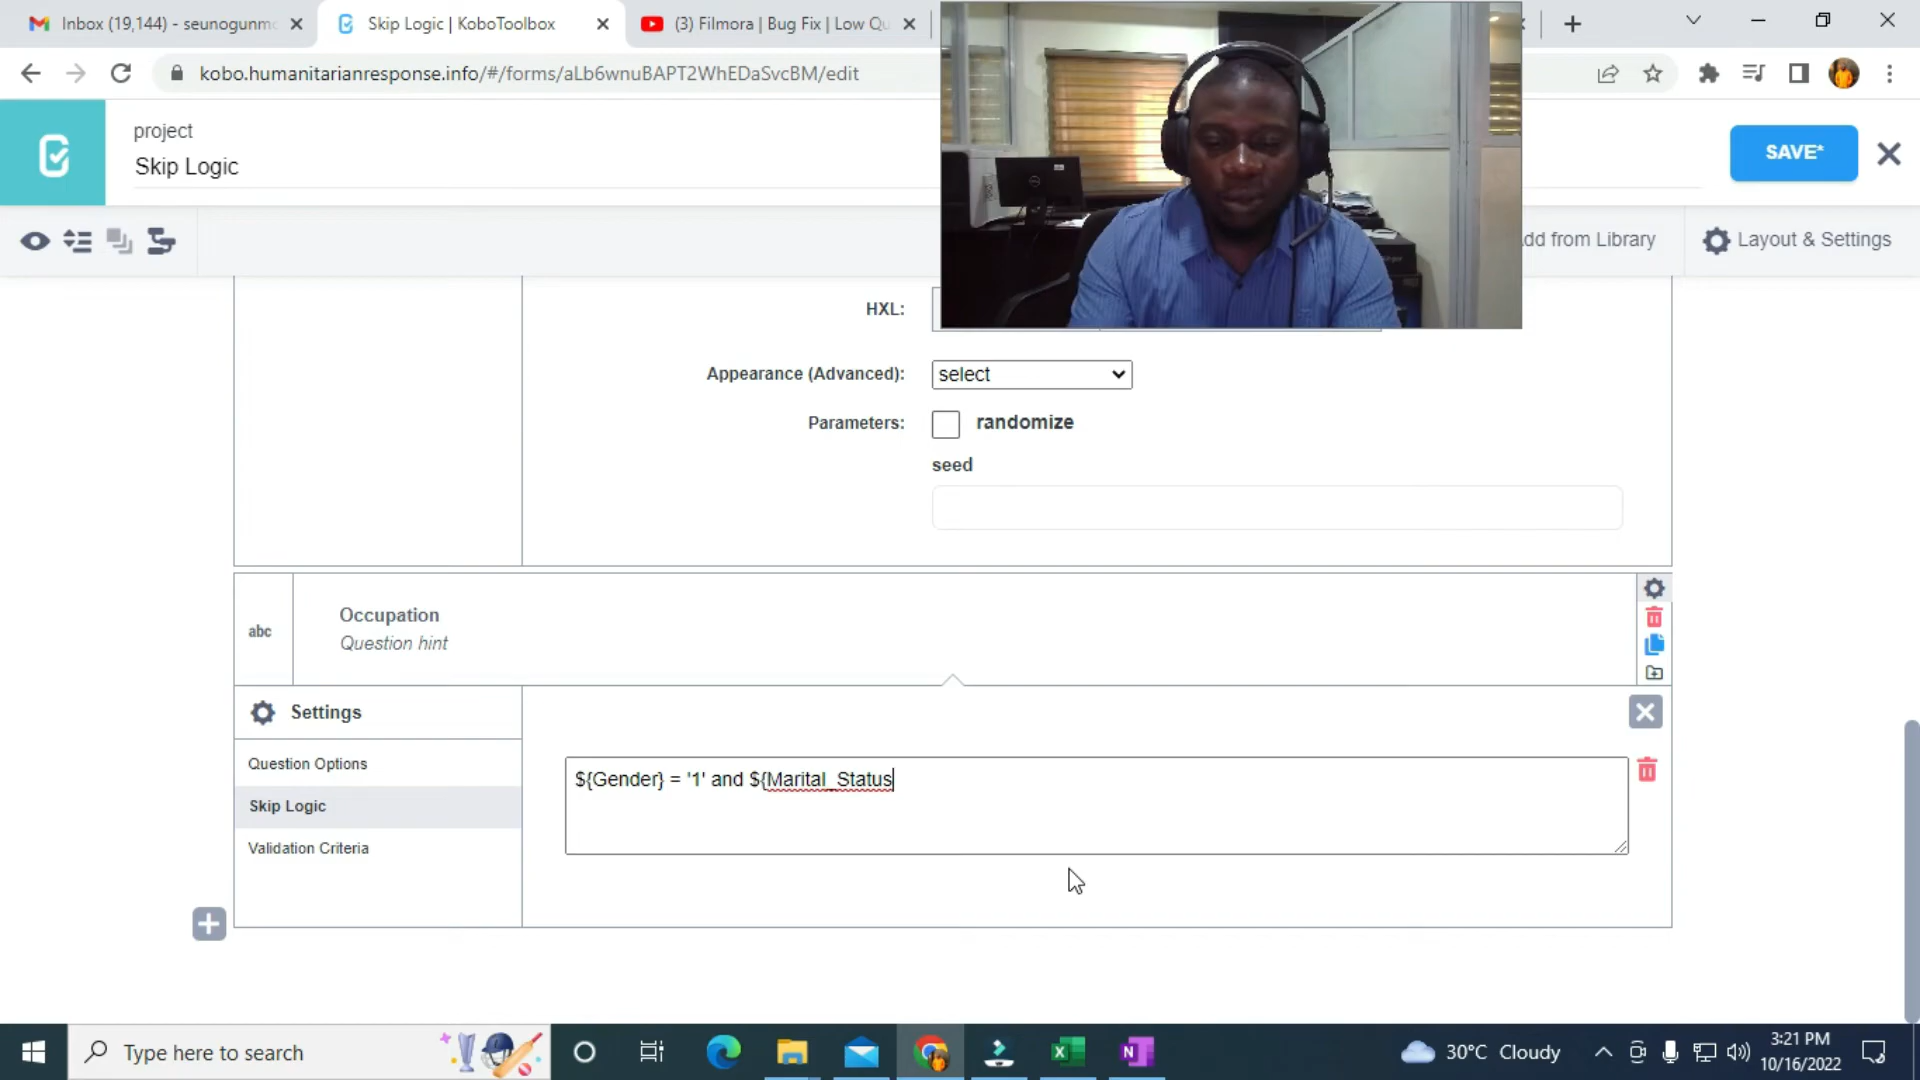 Inbox (19,144) - seunogunmo
Skip Logic | KoboToolbox
(3) Filmora | Bug Fix | Low Qu
kobo.humanitarianresponse.info/#/forms/aLb6wnuBAPT2WhEDaSvcBM/edit
project
Skip Logic
SAVE*
dd from Library
Layout & Settings
HXL:
Appearance (Advanced):
select
Parameters:
randomize
seed
abc
Occupation
Question hint
Settings
Question Options
Skip Logic
Validation Criteria
${Gender} = '1' and ${Marital_Status
Type here to search
30°C Cloudy
3:21 PM
10/16/2022